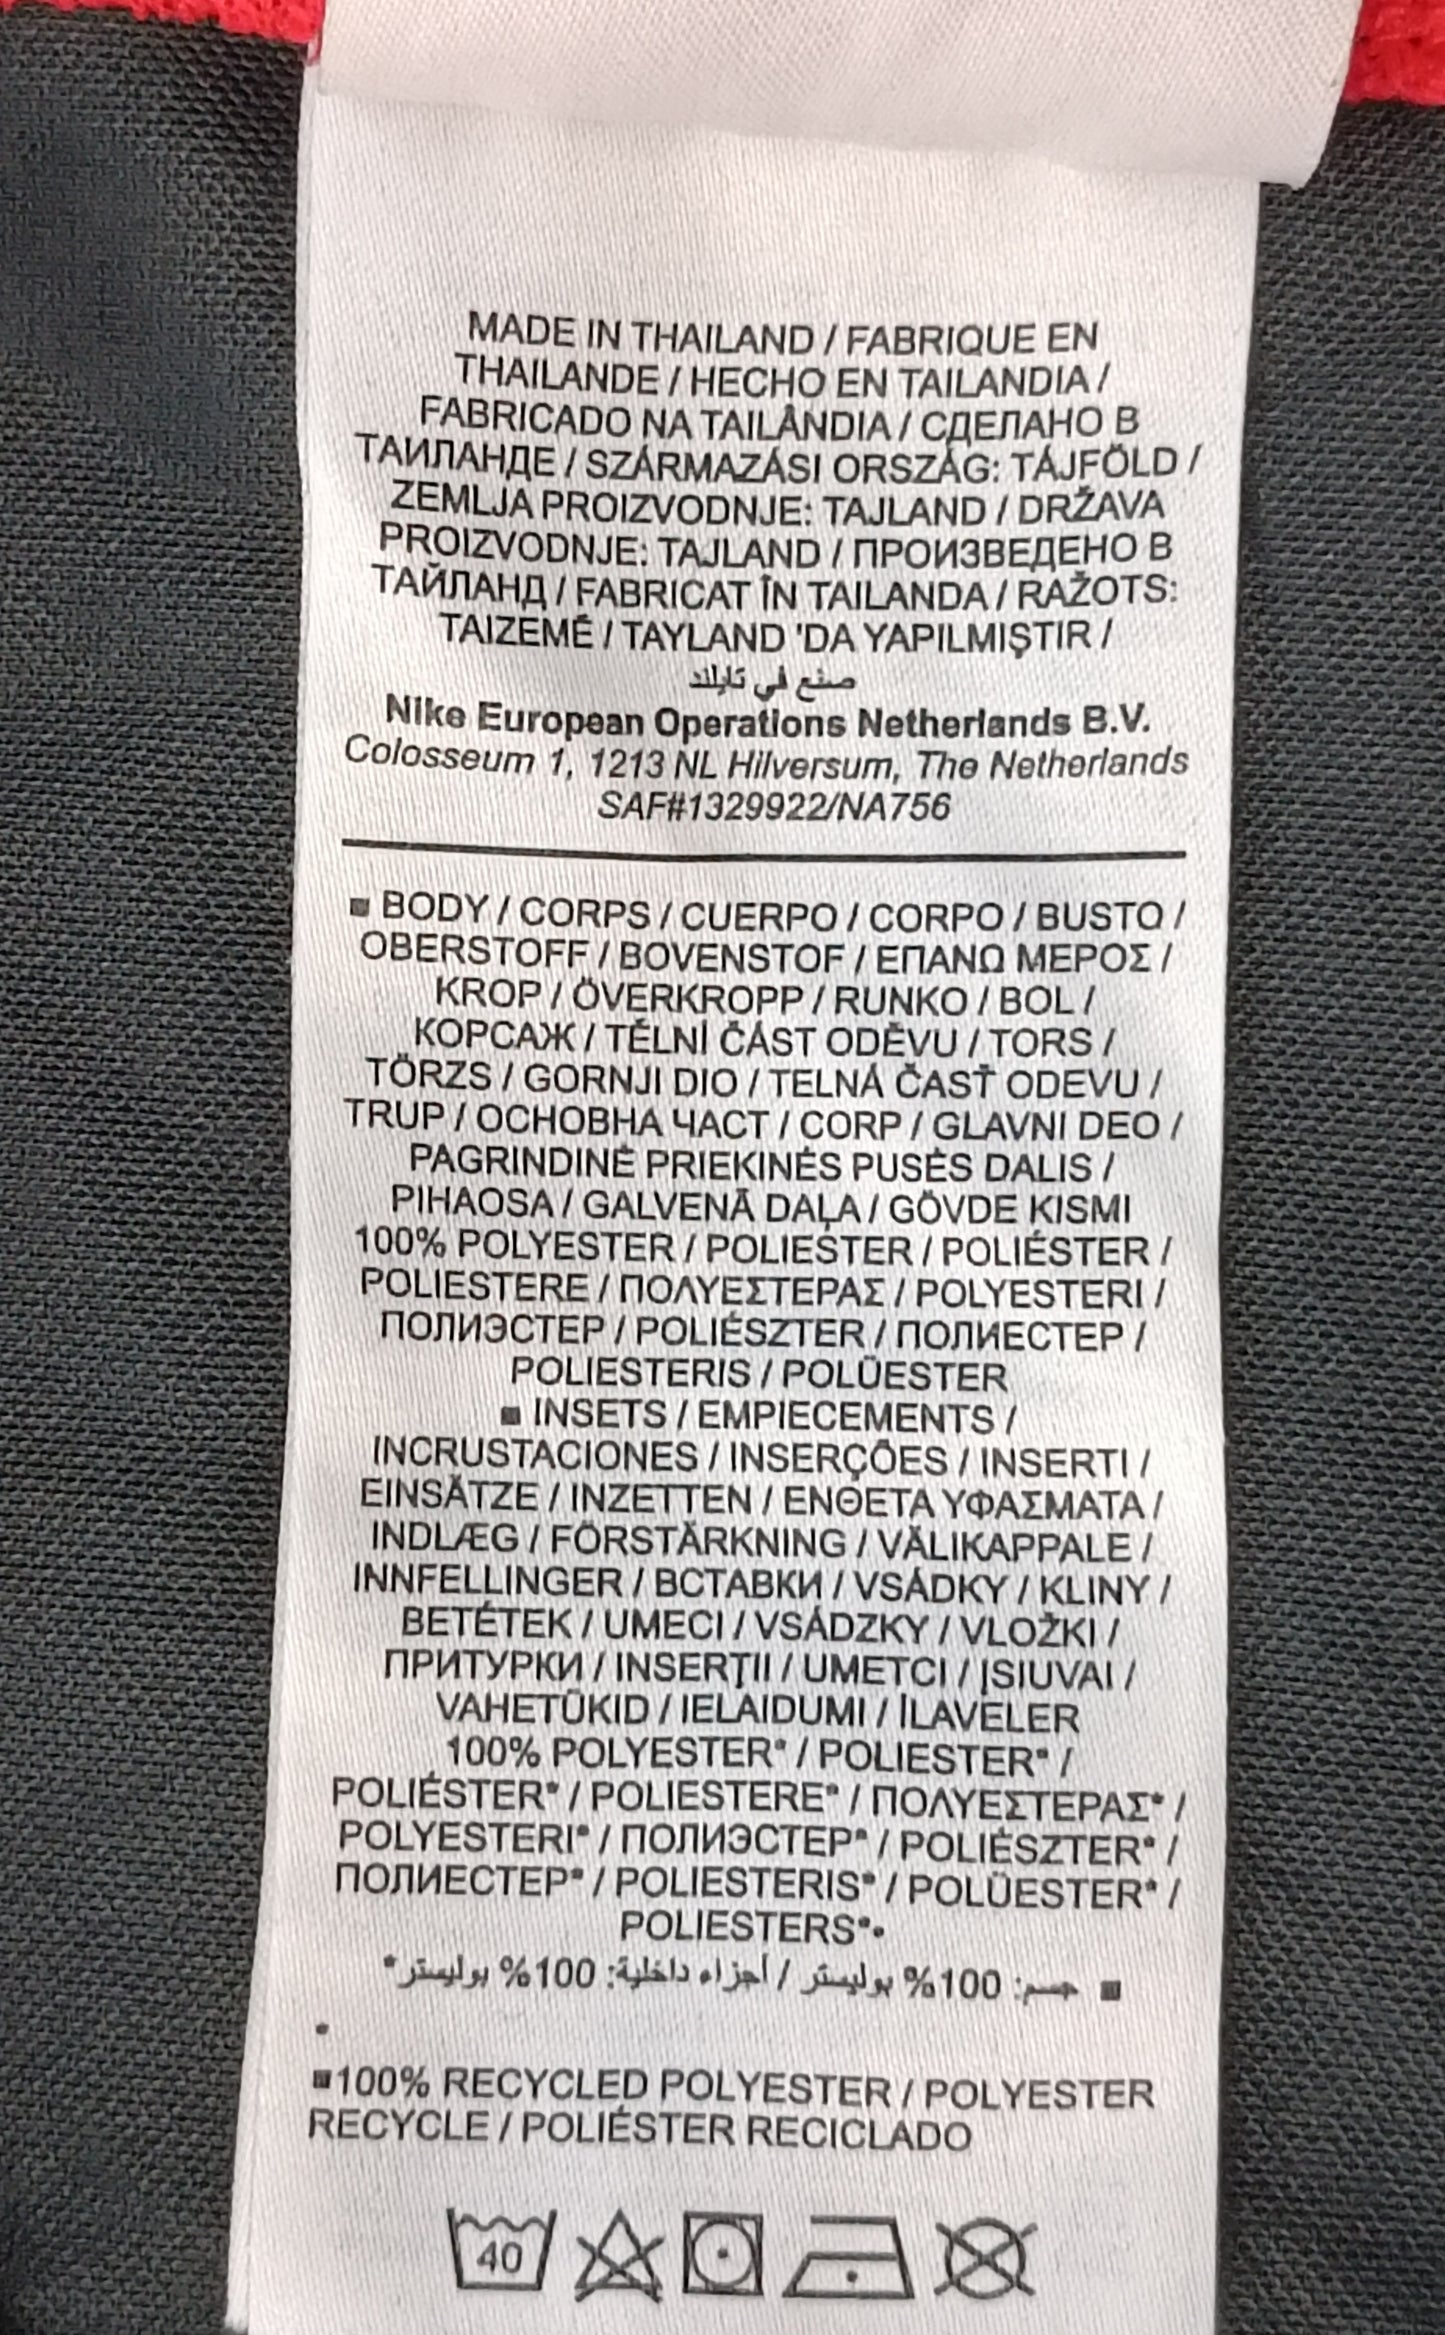 MADE IN THAILAND / FABRIQUE EN
THAILANDE / HECHO EN TAILANDIA /
FABRICADO NA TAILÂNDIA / СДЕЛАНО В
ТАИЛАНДЕ / SZÁRMAZÁSI ORSZÁG: TÁJFÖLD /
ZEMLJA PROIZVODNJE: TAJLAND / DRŽAVA
PROIZVODNJE: TAJLAND / ПРОИЗВЕДЕНО В
ТАЙЛАНД / FABRICAT ÎN TAILANDA / RAŽOTS:
TAIZEMĒ / TAYLAND 'DA YAPILMIŞTIR /
صنع في تايلند
Nike European Operations Netherlands B.V.
Colosseum 1, 1213 NL Hilversum, The Netherlands
SAF#1329922/NA756
■ BODY / CORPS / CUERPO / CORPO / BUSTO /
OBERSTOFF / BOVENSTOF / ΕΠΑΝΩ ΜΕΡΟΣ /
KROP / ÖVERKROPP / RUNKO / BOL /
КОРСАЖ / TĚLNÍ ČÁST ODĚVU / TORS /
TÖRZS / GORNJI DIO / TELNÁ ČASŤ ODEVU /
TRUP / ОСНОВНА ЧАСТ / CORP / GLAVNI DEO /
PAGRINDINĖ PRIEKINĖS PUSĖS DALIS /
PIHAOSA / GALVENĀ DAĻA / GÖVDE KISMI
100% POLYESTER / POLIESTER / POLIÉSTER /
POLIESTERE / ΠΟΛΥΕΣΤΕΡΑΣ / POLYESTERI /
ПОЛИЭСТЕР / POLIÉSZTER / ПОЛИЕСТЕР /
POLIESTERIS / POLÜESTER
■ INSETS / EMPIECEMENTS /
INCRUSTACIONES / INSERÇÕES / INSERTI /
EINSÄTZE / INZETTEN / ΕΝΘΕΤΑ ΥΦΑΣΜΑΤΑ /
INDLÆG / FÖRSTÄRKNING / VÄLIKAPPALE /
INNFELLINGER / ВСТАВКИ / VSÁDKY / KLINY /
BETÉTEK / UMECI / VSÁDZKY / VLOŽKI /
ПРИТУРКИ / INSERŢII / UMETCI / ĮSIUVAI /
VAHETÜKID / IELAIDUMI / İLAVELER
100% POLYESTER* / POLIESTER* /
POLIÉSTER* / POLIESTERE* / ΠΟΛΥΕΣΤΕΡΑΣ* /
POLYESTERI* / ПОЛИЭСТЕР* / POLIÉSZTER* /
ПОЛИЕСТЕР* / POLIESTERIS* / POLÜESTER* /
POLIESTERS*•
■ جسم: 100% بوليستر / أجزاء داخلية: 100% بوليستر*
•
■100% RECYCLED POLYESTER / POLYESTER
RECYCLE / POLIÉSTER RECICLADO
40